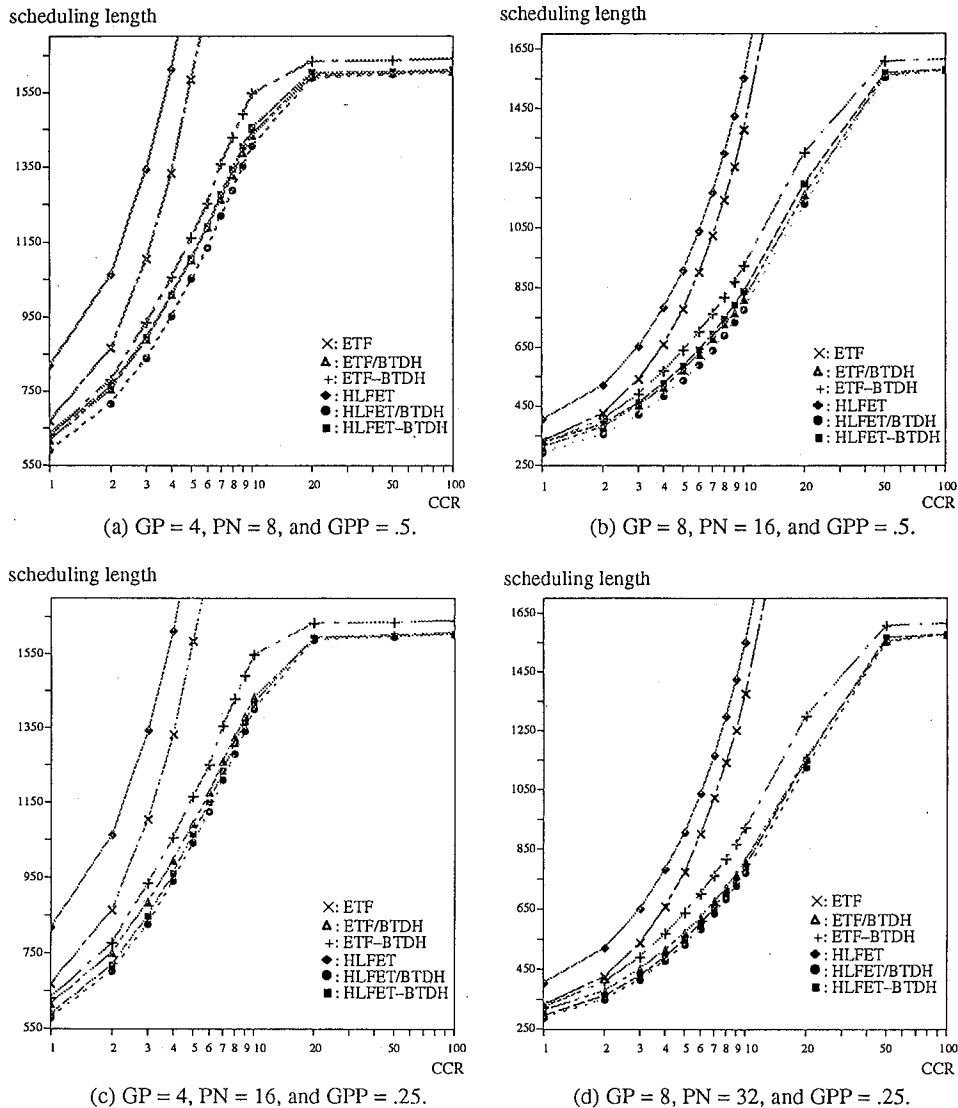 scheduling length
1550
1350
1150
950
750
550
1 2 3 4 5 6 7 8 9 10 20 50 100
CCR
×: ETF
△: ETF/BTDH
+: ETF--BTDH
◆: HLFET
●: HLFET/BTDH
■: HLFET--BTDH
(a) GP = 4, PN = 8, and GPP = .5.
scheduling length
1650
1450
1250
1050
850
650
450
250
1 2 3 4 5 6 7 8 9 10 20 50 100
CCR
×: ETF
△: ETF/BTDH
+: ETF--BTDH
◆: HLFET
●: HLFET/BTDH
■: HLFET--BTDH
(b) GP = 8, PN = 16, and GPP = .5.
scheduling length
1550
1350
1150
950
750
550
1 2 3 4 5 6 7 8 9 10 20 50 100
CCR
×: ETF
△: ETF/BTDH
+: ETF--BTDH
◆: HLFET
●: HLFET/BTDH
■: HLFET--BTDH
(c) GP = 4, PN = 16, and GPP = .25.
scheduling length
1650
1450
1250
1050
850
650
450
250
1 2 3 4 5 6 7 8 9 10 20 50 100
CCR
×: ETF
△: ETF/BTDH
+: ETF--BTDH
◆: HLFET
●: HLFET/BTDH
■: HLFET--BTDH
(d) GP = 8, PN = 32, and GPP = .25.